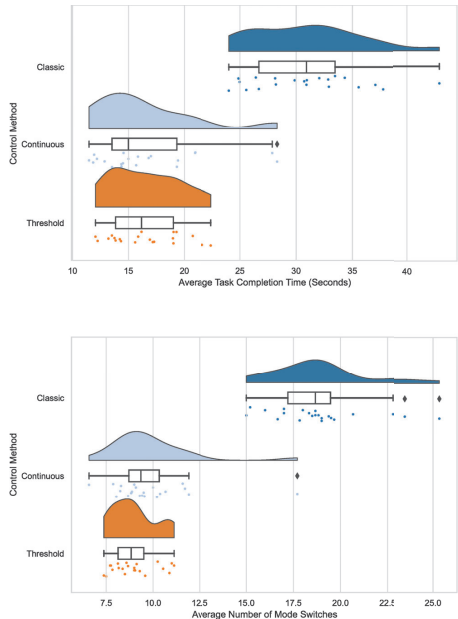 Control Method
Classic
Continuous
Threshold
10 15 20 25 30 35 40
Average Task Completion Time (Seconds)
Control Method
Classic
Continuous
Threshold
7.5 10.0 12.5 15.0 17.5 20.0 22.5 25.0
Average Number of Mode Switches